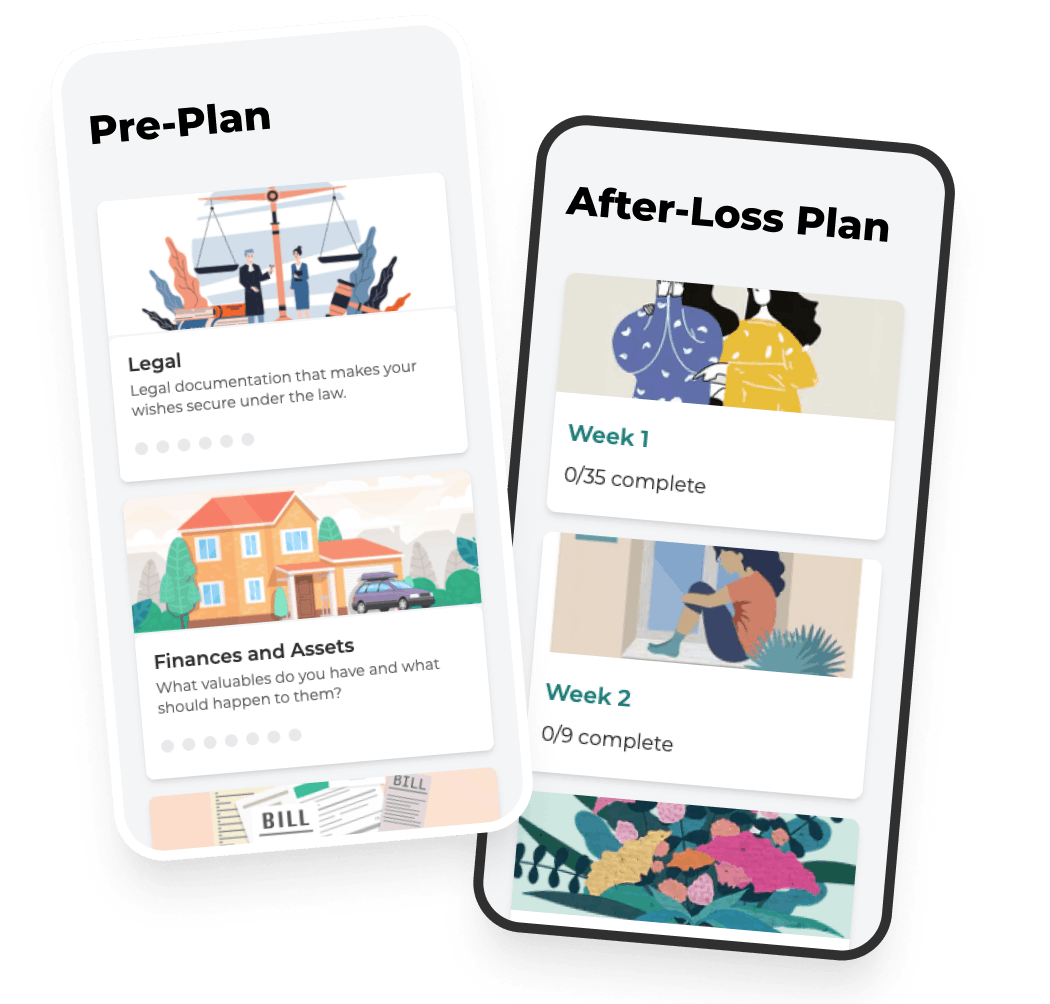 Pre-Plan
Legal
Legal documentation that makes your
wishes secure under the law.
Finances and Assets
What valuables do you have and what
should happen to them?
BILL
BILL
After-Loss Plan
Week 1
0/35 complete
Week 2
0/9 complete